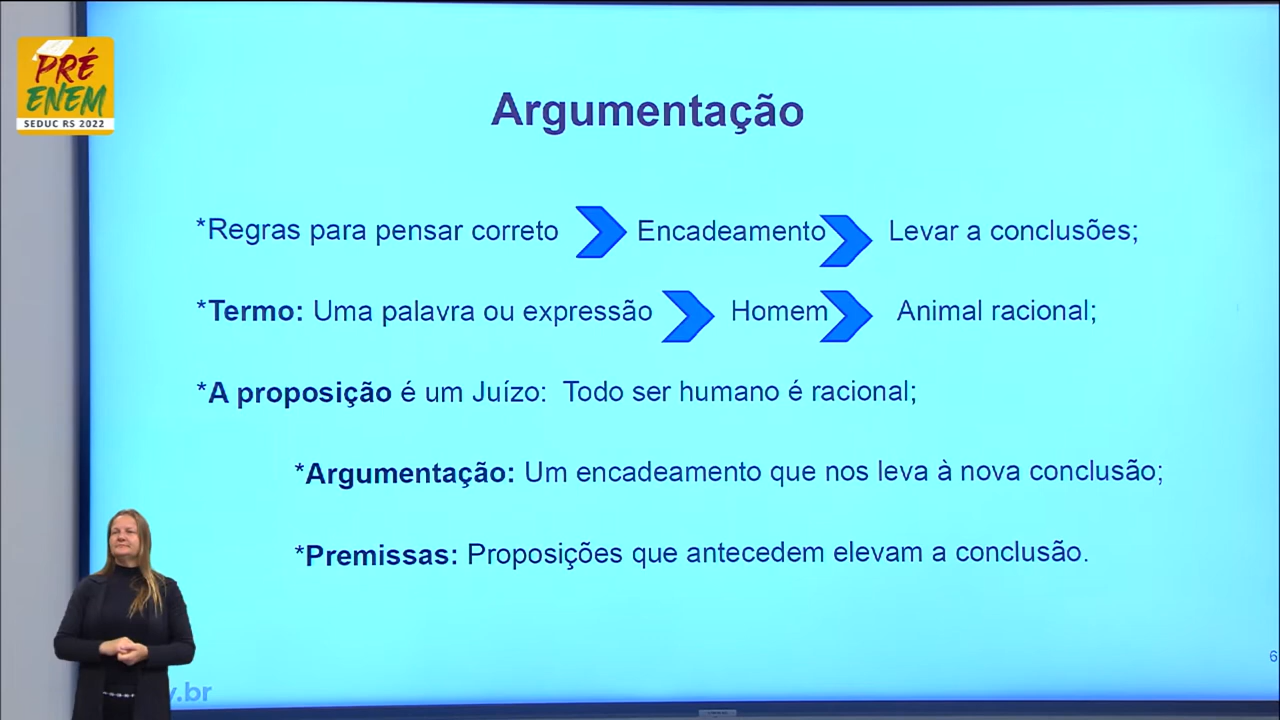 PRÉ
ENEM
SEDUC RS 2022
Argumentação
*Regras para pensar correto Encadeamento Levar a conclusões;
*Termo: Uma palavra ou expressão Homem Animal racional;
*A proposição é um Juízo: Todo ser humano é racional;
*Argumentação: Um encadeamento que nos leva à nova conclusão;
*Premissas: Proposições que antecedem elevam a conclusão.
6
.br